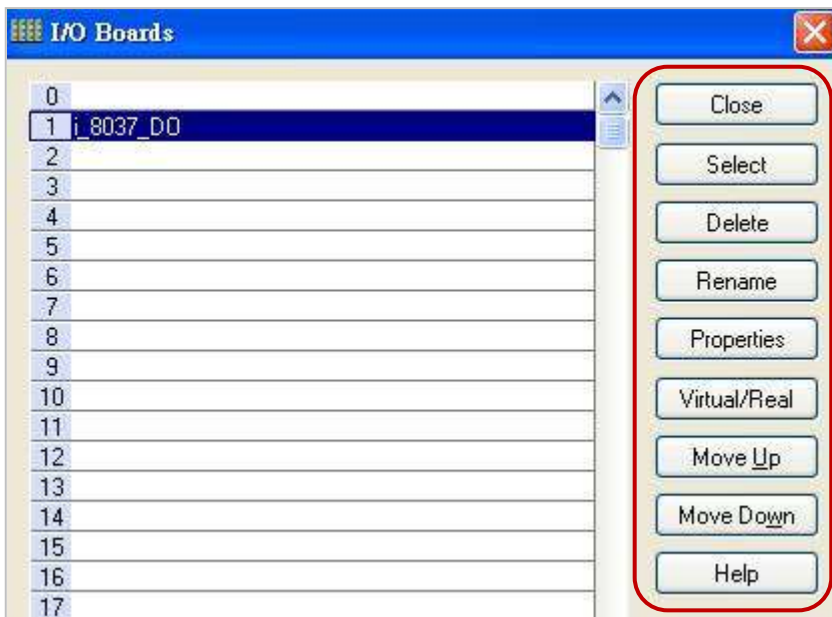 I/O Boards
0
1 i_8037_DO
2
3
4
5
6
7
8
9
10
11
12
13
14
15
16
17
Close
Select
Delete
Rename
Properties
Virtual/Real
Move Up
Move Down
Help